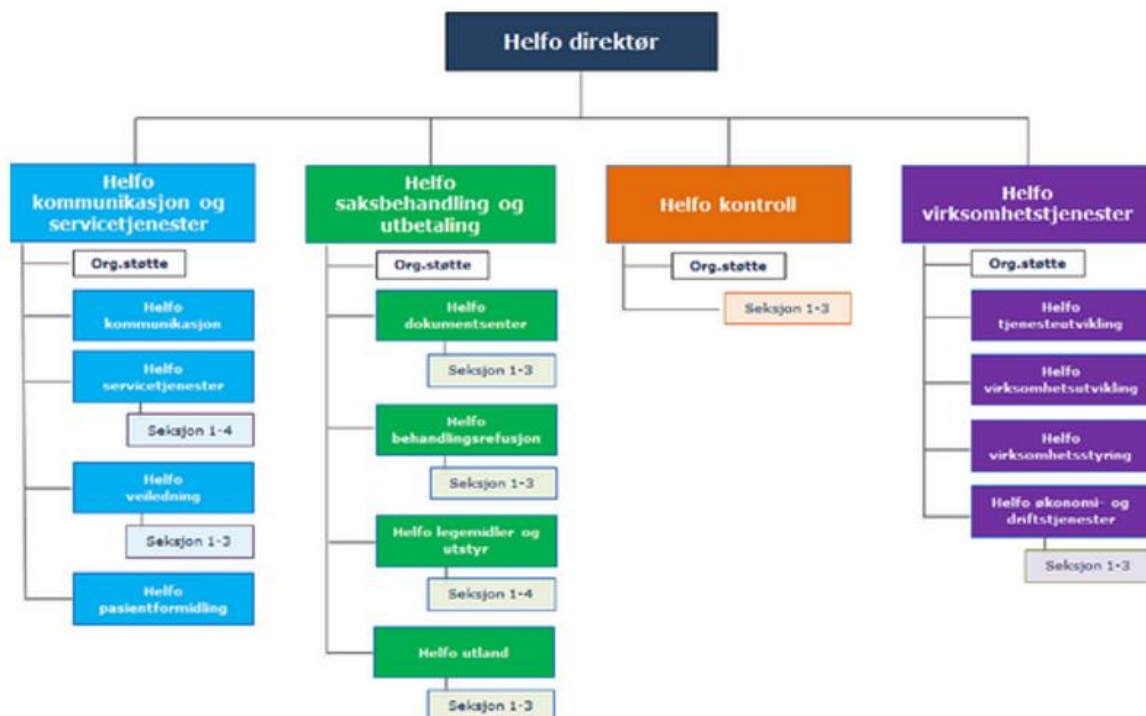 Helfo direktør
Helfo
kommunikasjon og
servicetjenester
Org.støtte
Helfo
kommunikasjon
Helfo
servicetjenester
Seksjon 1-4
Helfo
veiledning
Seksjon 1-3
Helfo
pasientformidling
Helfo
saksbehandling og
utbetaling
Org.støtte
Helfo
dokumentsenter
Seksjon 1-3
Helfo
behandlingsrefusjon
Seksjon 1-3
Helfo legemidler og
utstyr
Seksjon 1-4
Helfo utland
Seksjon 1-3
Helfo kontroll
Org.støtte
Seksjon 1-3
Helfo
virksomhetstjenester
Org.støtte
Helfo
tjenesteutvikling
Helfo
virksomhetsutvikling
Helfo
virksomhetsstyring
Helfo økonomi- og
driftstjenester
Seksjon 1-3